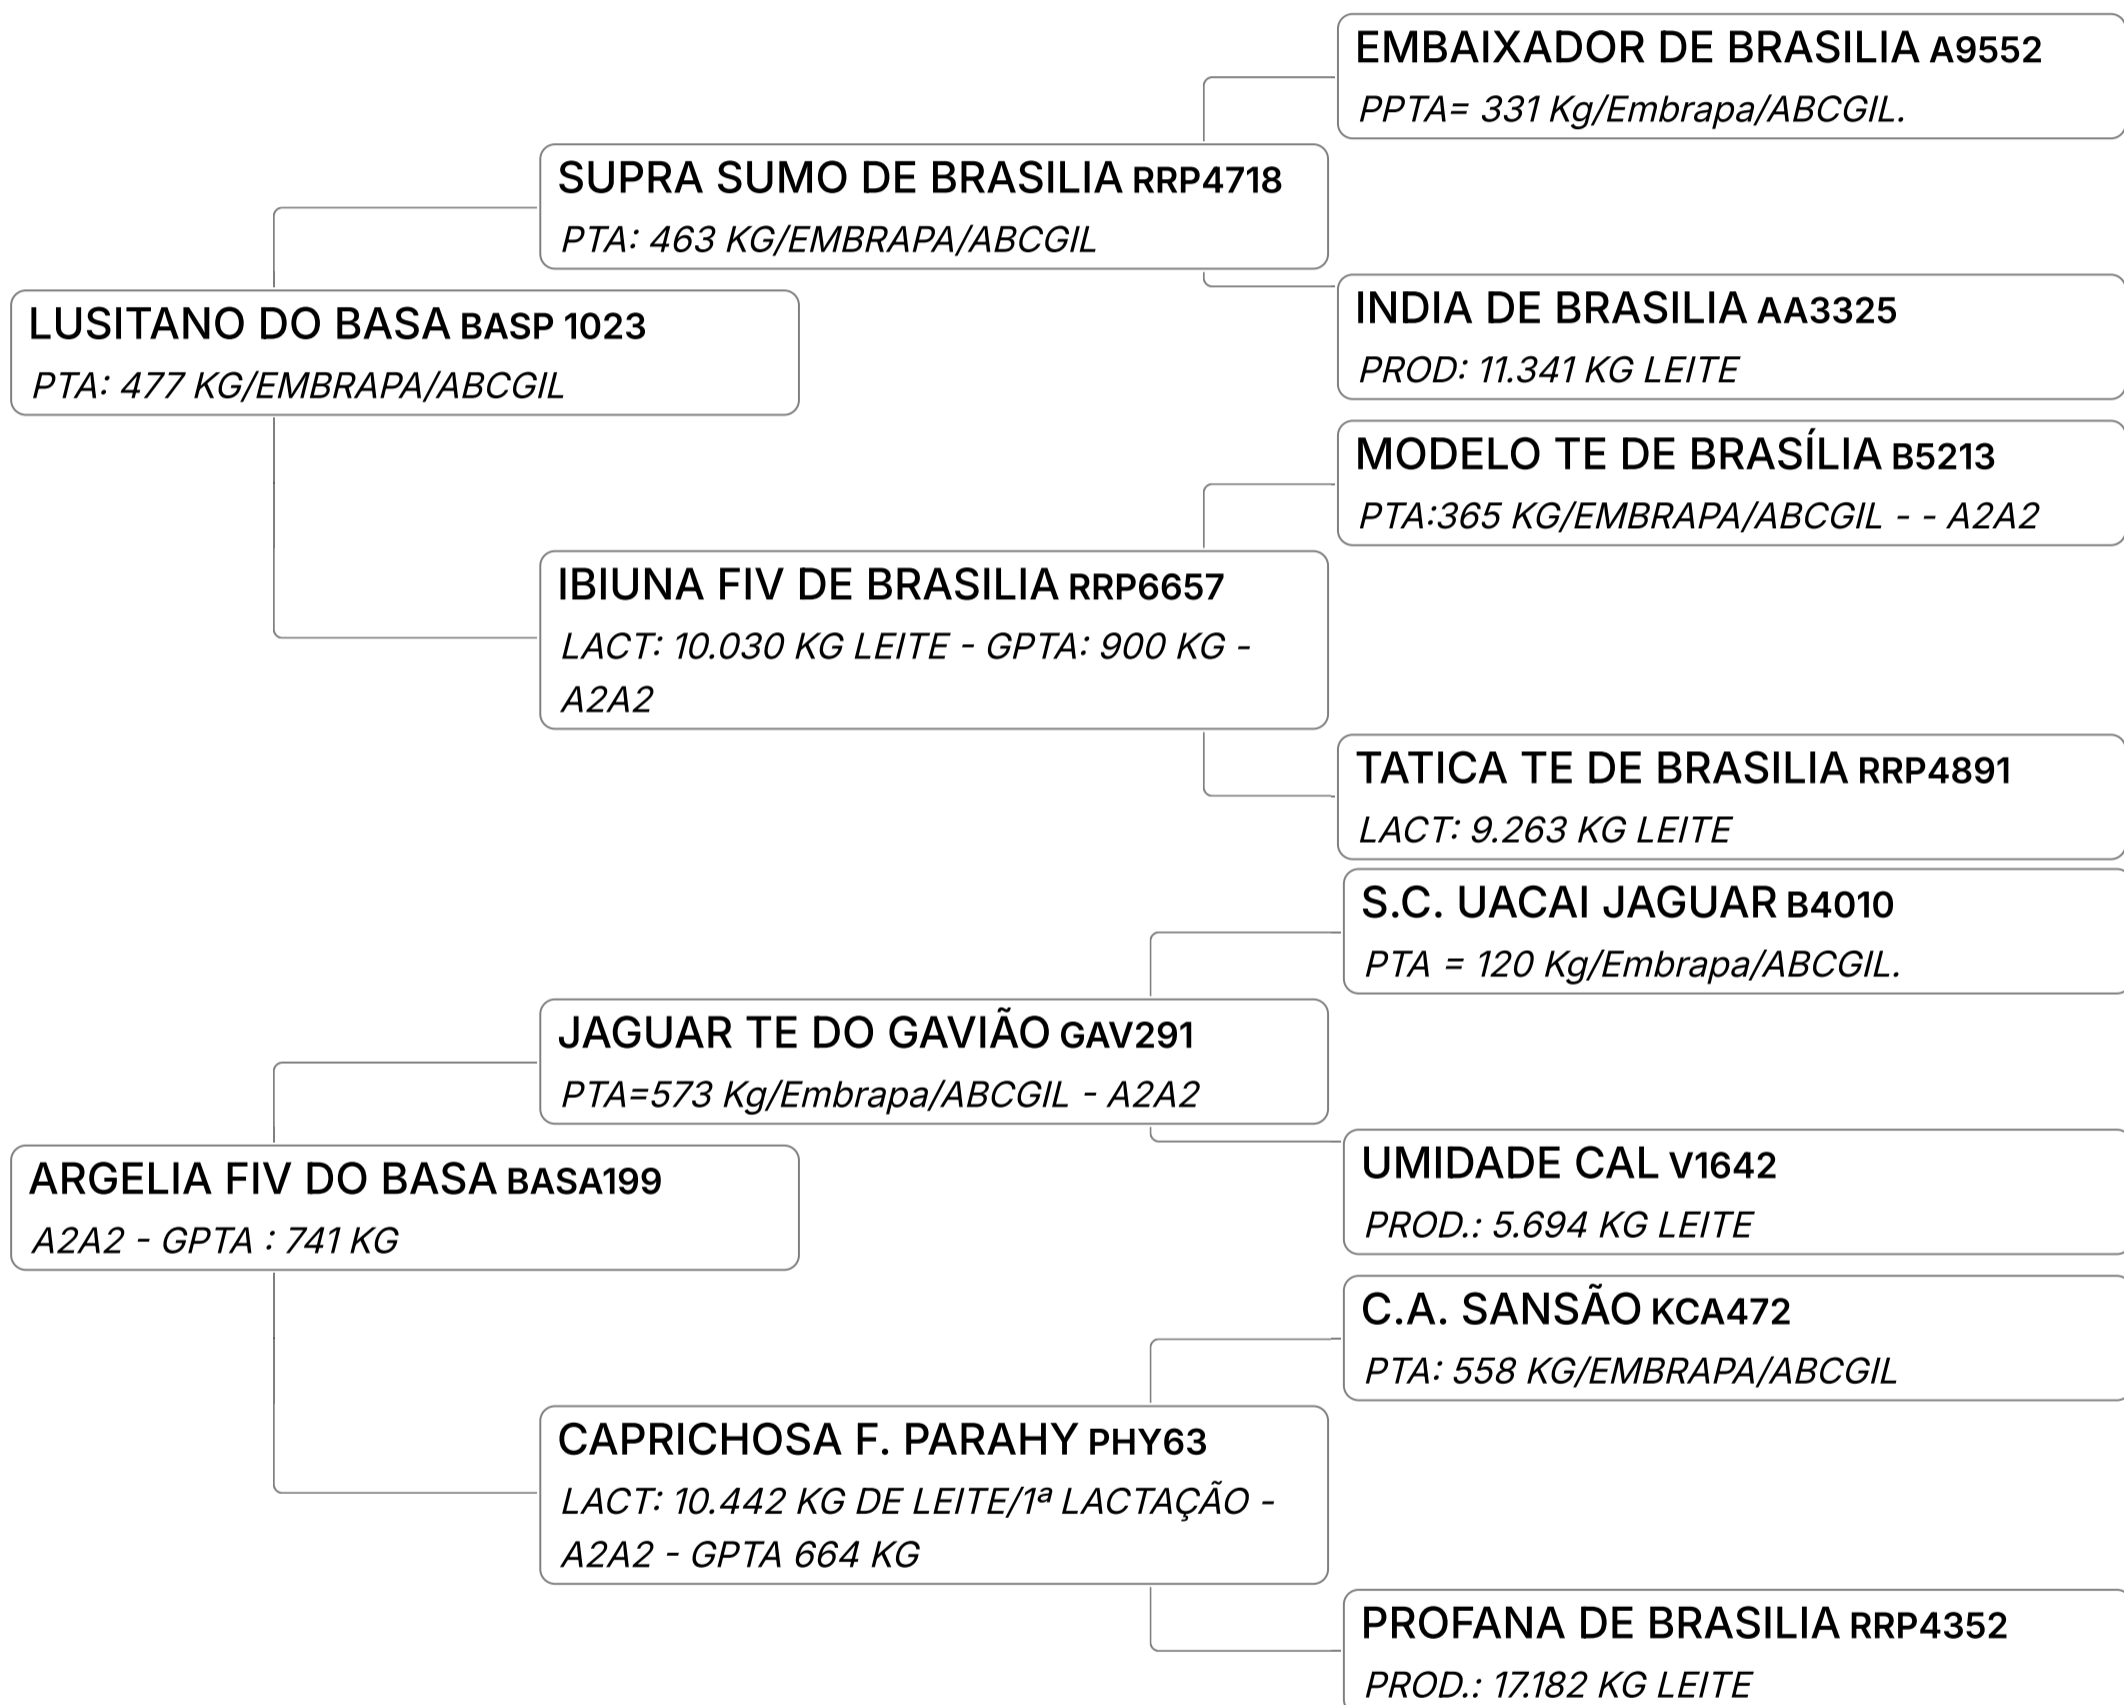 EMBAIXADOR DE BRASILIA A9552
PPTA= 331 Kg/Embrapa/ABCGIL.
SUPRA SUMO DE BRASILIA RRP4718
PTA: 463 KG/EMBRAPA/ABCGIL
INDIA DE BRASILIA AA3325
PROD: 11.341 KG LEITE
LUSITANO DO BASA BASP 1023
PTA: 477 KG/EMBRAPA/ABCGIL
MODELO TE DE BRASÍLIA B5213
PTA:365 KG/EMBRAPA/ABCGIL - - A2A2
IBIUNA FIV DE BRASILIA RRP6657
LACT: 10.030 KG LEITE - GPTA: 900 KG -
A2A2
TATICA TE DE BRASILIA RRP4891
LACT: 9.263 KG LEITE
S.C. UACAI JAGUAR B4010
PTA = 120 Kg/Embrapa/ABCGIL.
JAGUAR TE DO GAVIÃO GAV291
PTA=573 Kg/Embrapa/ABCGIL - A2A2
UMIDADE CAL V1642
PROD.: 5.694 KG LEITE
ARGELIA FIV DO BASA BASA199
A2A2 - GPTA : 741 KG
C.A. SANSÃO KCA472
PTA: 558 KG/EMBRAPA/ABCGIL
CAPRICHOSA F. PARAHY PHY63
LACT: 10.442 KG DE LEITE/1ª LACTAÇÃO -
A2A2 - GPTA 664 KG
PROFANA DE BRASILIA RRP4352
PROD.: 17.182 KG LEITE